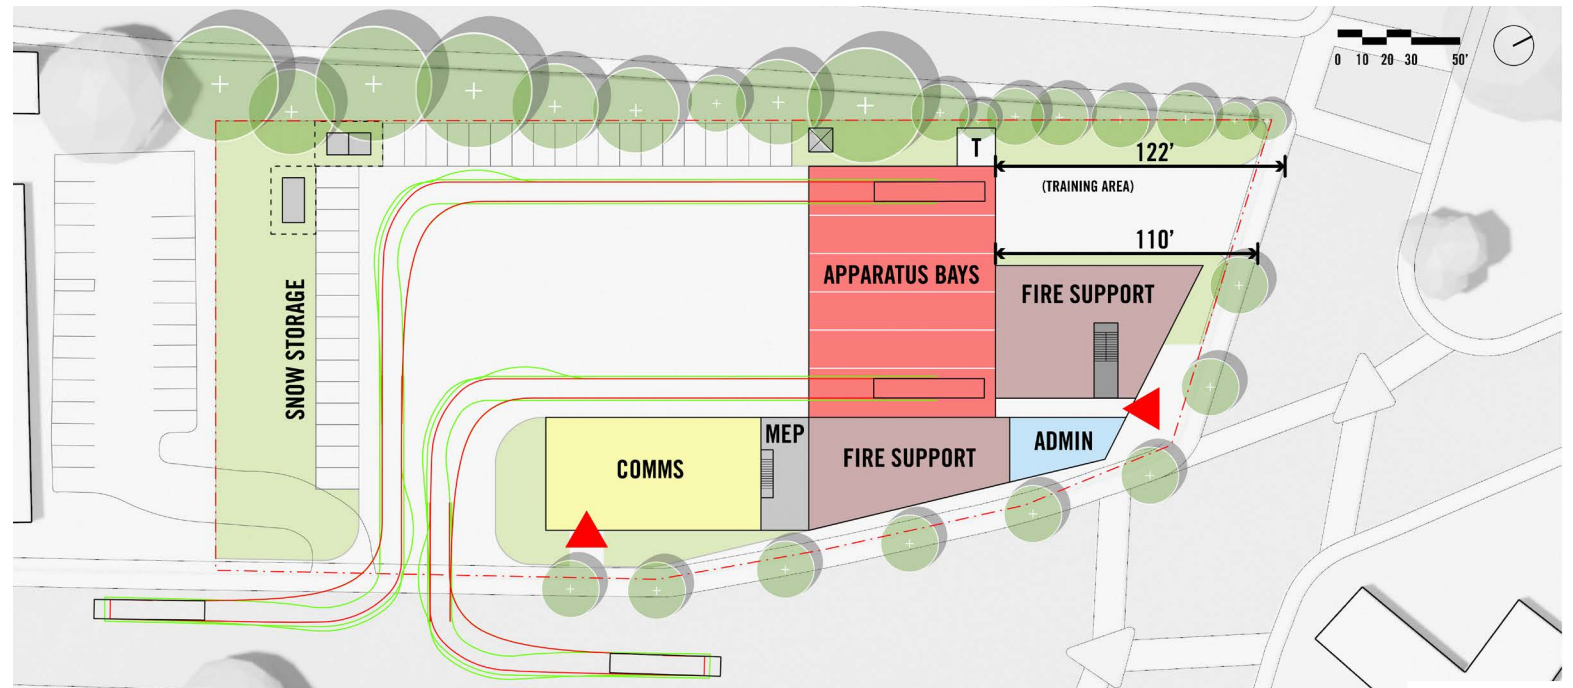 0 10 20 30 50'
T
122'
(TRAINING AREA)
110'
APPARATUS BAYS
FIRE SUPPORT
SNOW STORAGE
MEP
ADMIN
COMMS
FIRE SUPPORT